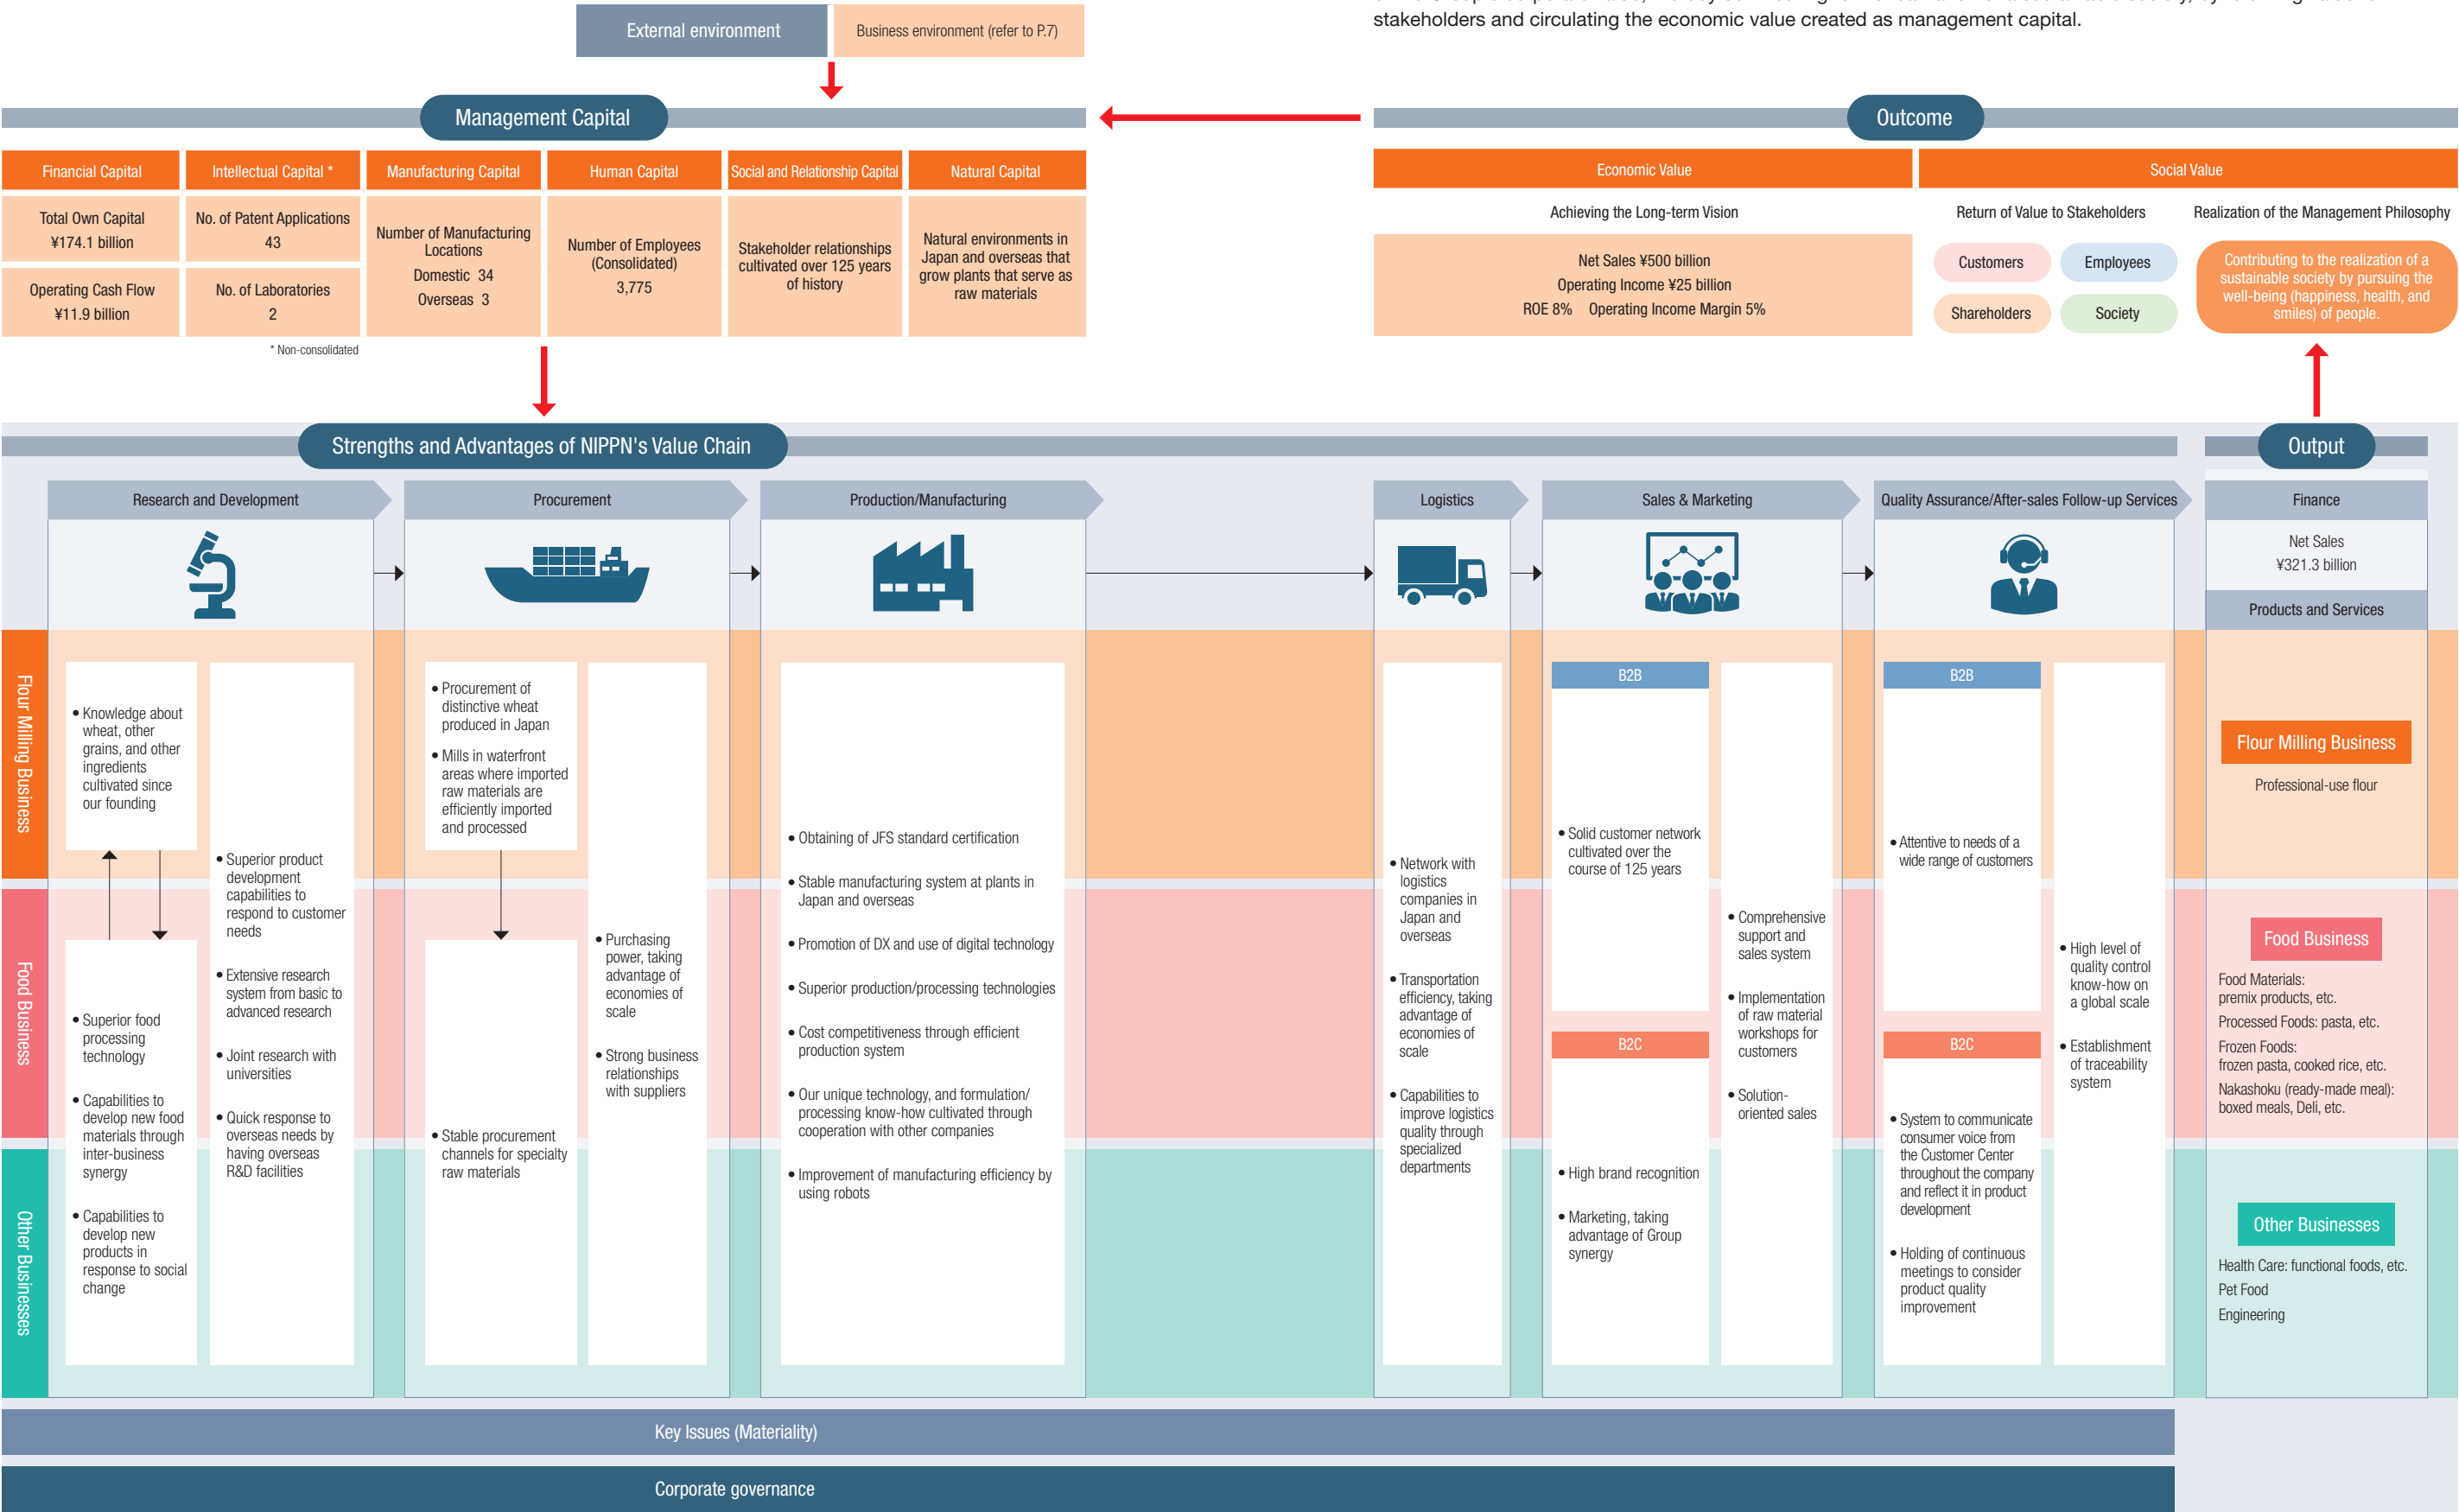 stakeholders and circulating the economic value created as management capital.
External environment
Business environment (refer to P.7)
Management Capital
Financial Capital
Intellectual Capital *
Manufacturing Capital
Human Capital
Social and Relationship Capital
Natural Capital
Total Own Capital
¥174.1 billion
Operating Cash Flow
¥11.9 billion
No. of Patent Applications
43
No. of Laboratories
2
* Non-consolidated
Number of Manufacturing
Locations
Domestic 34
Overseas 3
Number of Employees
(Consolidated)
3,775
Stakeholder relationships
cultivated over 125 years
of history
Natural environments in
Japan and overseas that
grow plants that serve as
raw materials
Outcome
Economic Value
Social Value
Achieving the Long-term Vision
Net Sales ¥500 billion
Operating Income ¥25 billion
ROE 8% Operating Income Margin 5%
Return of Value to Stakeholders
Customers
Employees
Shareholders
Society
Realization of the Management Philosophy
Contributing to the realization of a
sustainable society by pursuing the
well-being (happiness, health, and
smiles) of people.
Strengths and Advantages of NIPPN's Value Chain
Output
Research and Development
Procurement
Production/Manufacturing
Logistics
Sales & Marketing
Quality Assurance/After-sales Follow-up Services
Finance
Net Sales
¥321.3 billion
Products and Services
Flour Milling Business
Food Business
Other Businesses
• Knowledge about
wheat, other
grains, and other
ingredients
cultivated since
our founding
• Superior food
processing
technology
• Capabilities to
develop new food
materials through
inter-business
synergy
• Capabilities to
develop new
products in
response to social
change
• Superior product
development
capabilities to
respond to customer
needs
• Extensive research
system from basic to
advanced research
• Joint research with
universities
• Quick response to
overseas needs by
having overseas
R&D facilities
• Procurement of
distinctive wheat
produced in Japan
• Mills in waterfront
areas where imported
raw materials are
efficiently imported
and processed
• Stable procurement
channels for specialty
raw materials
• Purchasing
power, taking
advantage of
economies of
scale
• Strong business
relationships
with suppliers
• Obtaining of JFS standard certification
• Stable manufacturing system at plants in
Japan and overseas
• Promotion of DX and use of digital technology
• Superior production/processing technologies
• Cost competitiveness through efficient
production system
• Our unique technology, and formulation/
processing know-how cultivated through
cooperation with other companies
• Improvement of manufacturing efficiency by
using robots
• Network with
logistics
companies in
Japan and
overseas
• Transportation
efficiency, taking
advantage of
economies of
scale
• Capabilities to
improve logistics
quality through
specialized
departments
B2B
• Solid customer network
cultivated over the
course of 125 years
B2C
• High brand recognition
• Marketing, taking
advantage of Group
synergy
• Comprehensive
support and
sales system
• Implementation
of raw material
workshops for
customers
• Solution-
oriented sales
B2B
• Attentive to needs of a
wide range of customers
B2C
• System to communicate
consumer voice from
the Customer Center
throughout the company
and reflect it in product
development
• Holding of continuous
meetings to consider
product quality
improvement
• High level of
quality control
know-how on
a global scale
• Establishment
of traceability
system
Flour Milling Business
Professional-use flour
Food Business
Food Materials:
premix products, etc.
Processed Foods: pasta, etc.
Frozen Foods:
frozen pasta, cooked rice, etc.
Nakashoku (ready-made meal):
boxed meals, Deli, etc.
Other Businesses
Health Care: functional foods, etc.
Pet Food
Engineering
Key Issues (Materiality)
Corporate governance